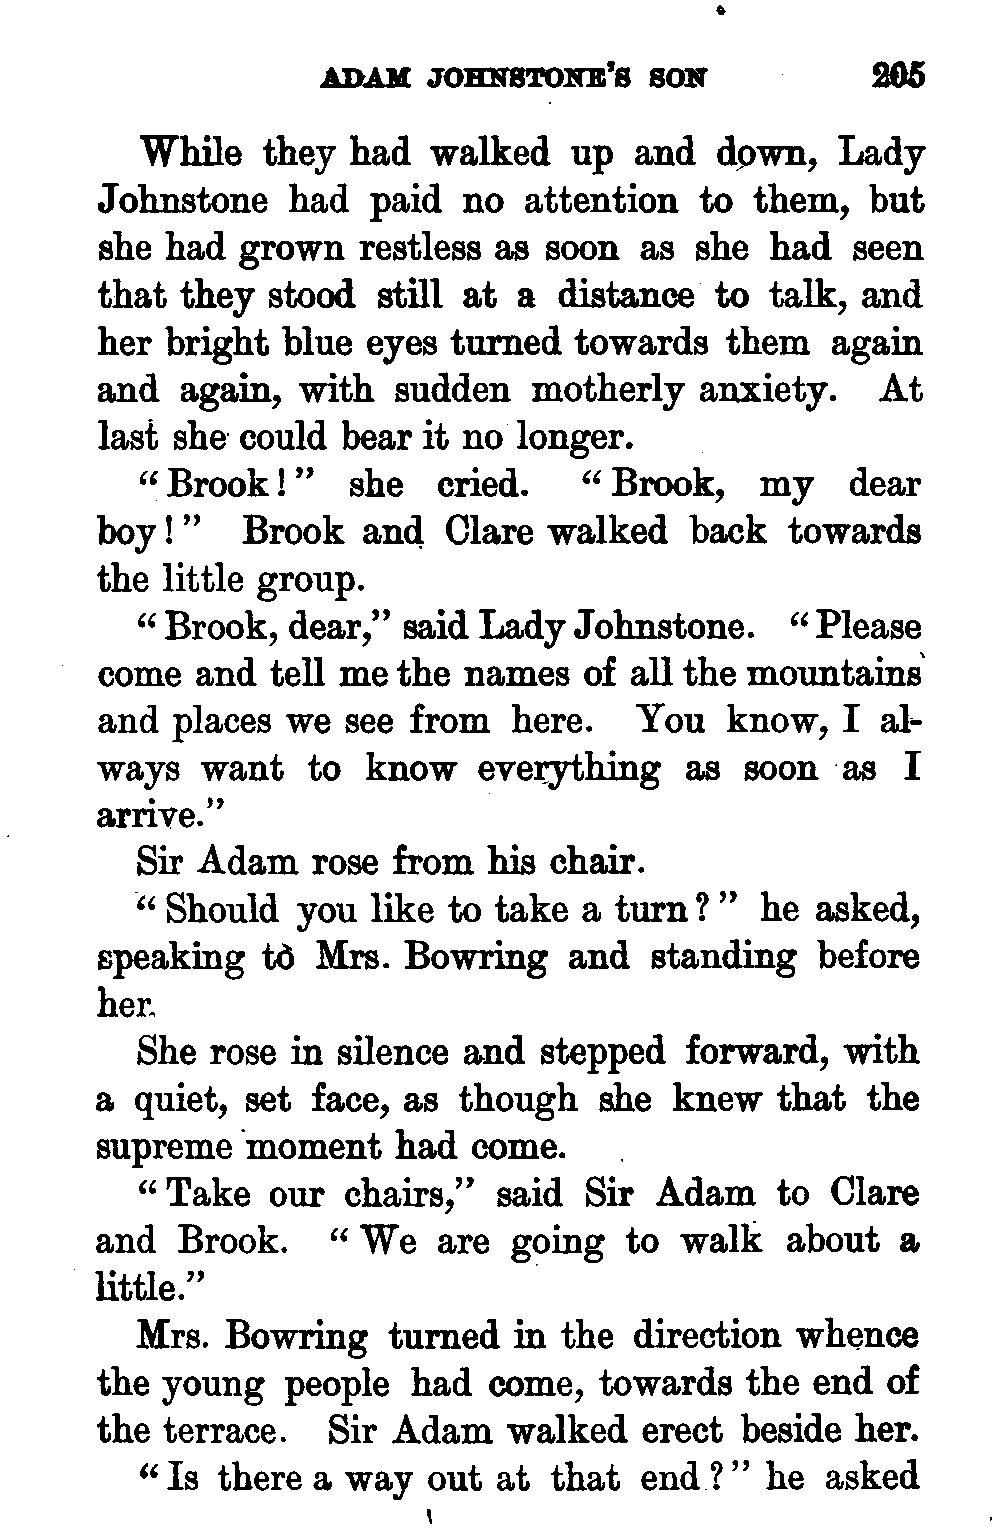 ADAM JOHNSTONE'S SON 205
While they had walked up and down, Lady
Johnstone had paid no attention to them, but
she had grown restless as soon as she had seen
that they stood still at a distance to talk, and
her bright blue eyes turned towards them again
and again, with sudden motherly anxiety. At
last she could bear it no longer.
"Brook!" she cried. "Brook, my dear
boy!" Brook and Clare walked back towards
the little group.
"Brook, dear," said Lady Johnstone. "Please
come and tell me the names of all the mountains
and places we see from here. You know, I al-
ways want to know everything as soon as I
arrive."
Sir Adam rose from his chair.
"Should you like to take a turn?" he asked,
speaking to Mrs. Bowring and standing before
her.
She rose in silence and stepped forward, with
a quiet, set face, as though she knew that the
supreme moment had come.
"Take our chairs," said Sir Adam to Clare
and Brook. "We are going to walk about a
little."
Mrs. Bowring turned in the direction whence
the young people had come, towards the end of
the terrace. Sir Adam walked erect beside her.
"Is there a way out at that end?" he asked